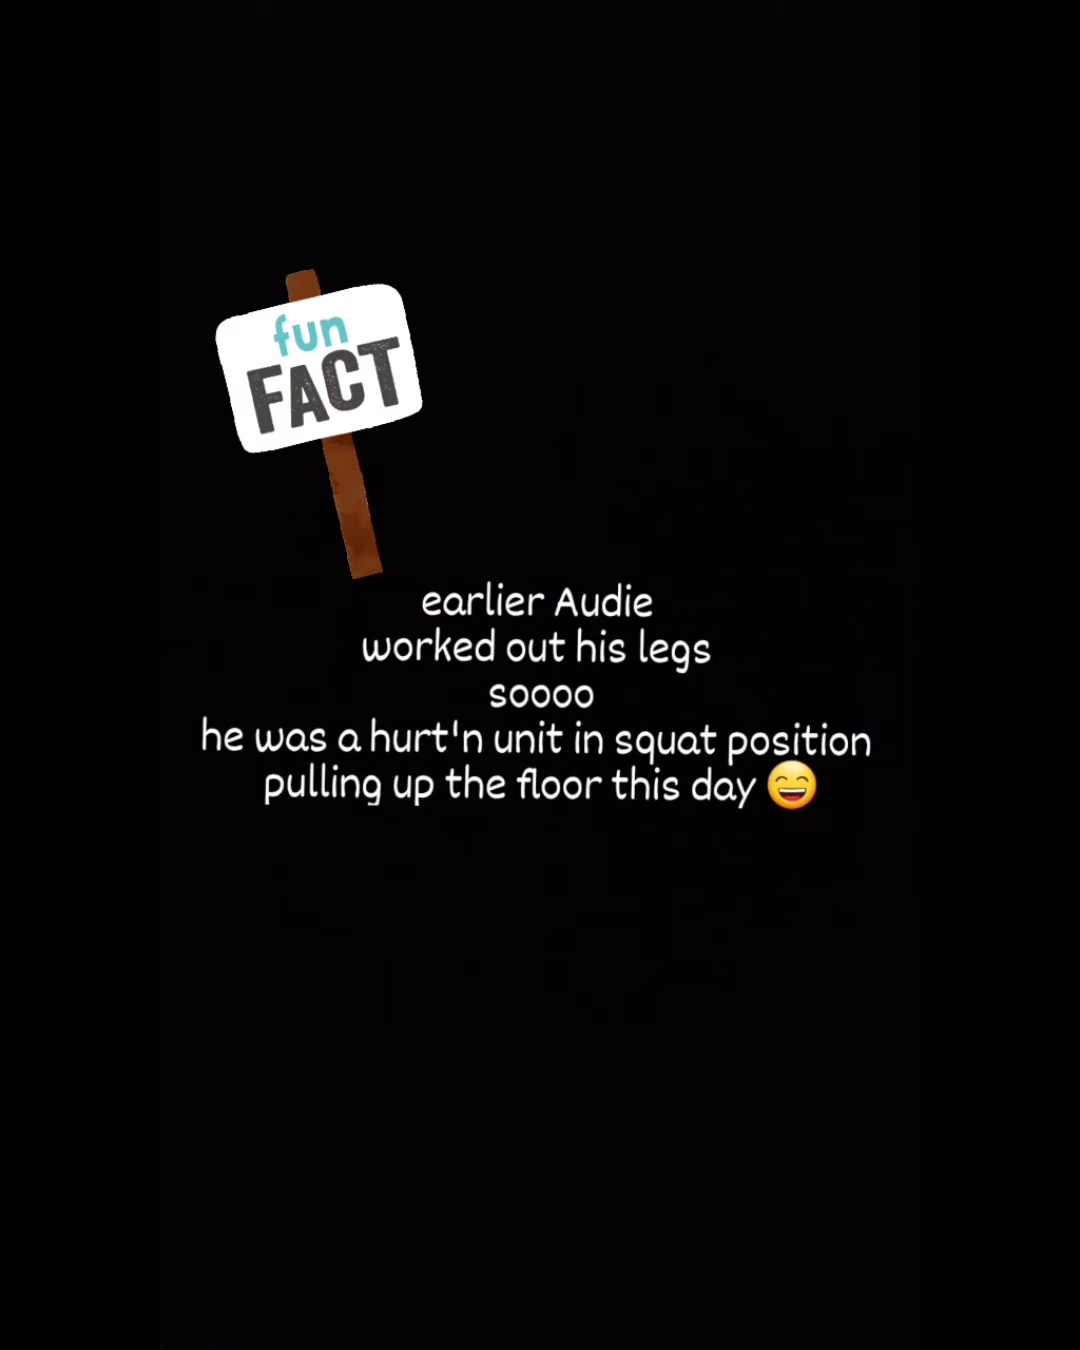 fun
FACT
earlier Audie
worked out his legs
soooo
he was a hurt'n unit in squat position
pulling up the floor this day 😄